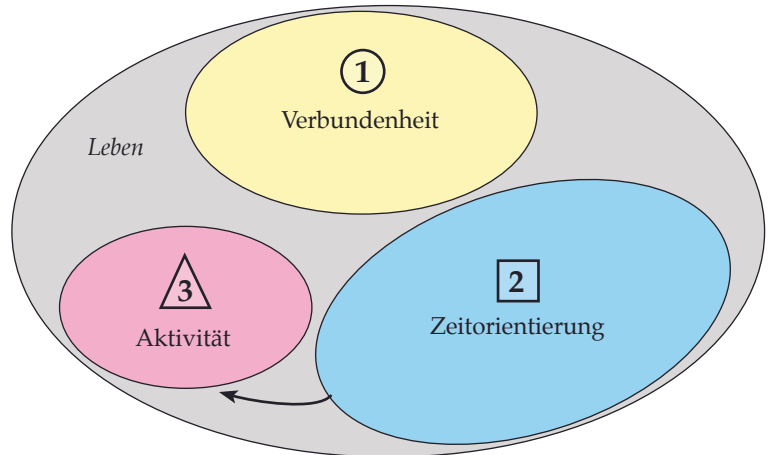 1
Verbundenheit
Leben
2
Zeitorientierung
3
Aktivität